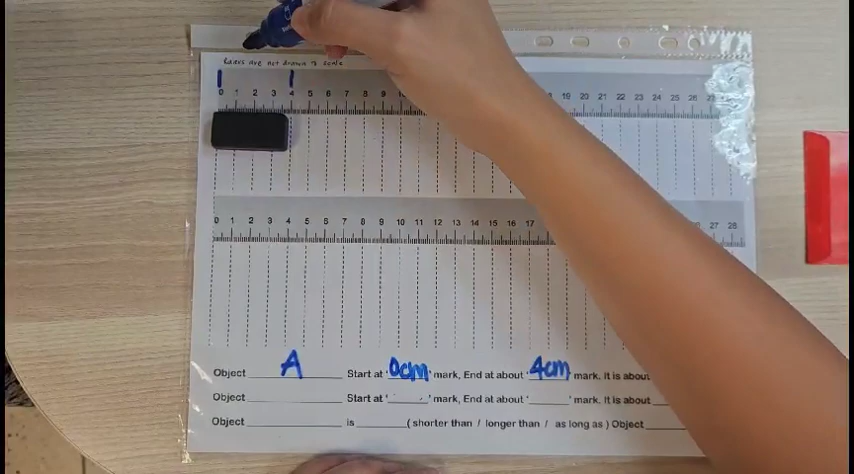 Rulers are not drawn to scale
0 1 2 3 4 5 6 7 8 9 18 19 20 21 22 23 24 25 26
0 1 2 3 4 5 6 7 8 9 10 11 12 13 14 15 16 17 27 28
Object A Start at '0cm' mark, End at about '4cm' mark. It is about
Object Start at ' ' mark, End at about ' ' mark. It is about
Object is ( shorter than / longer than / as long as ) Object